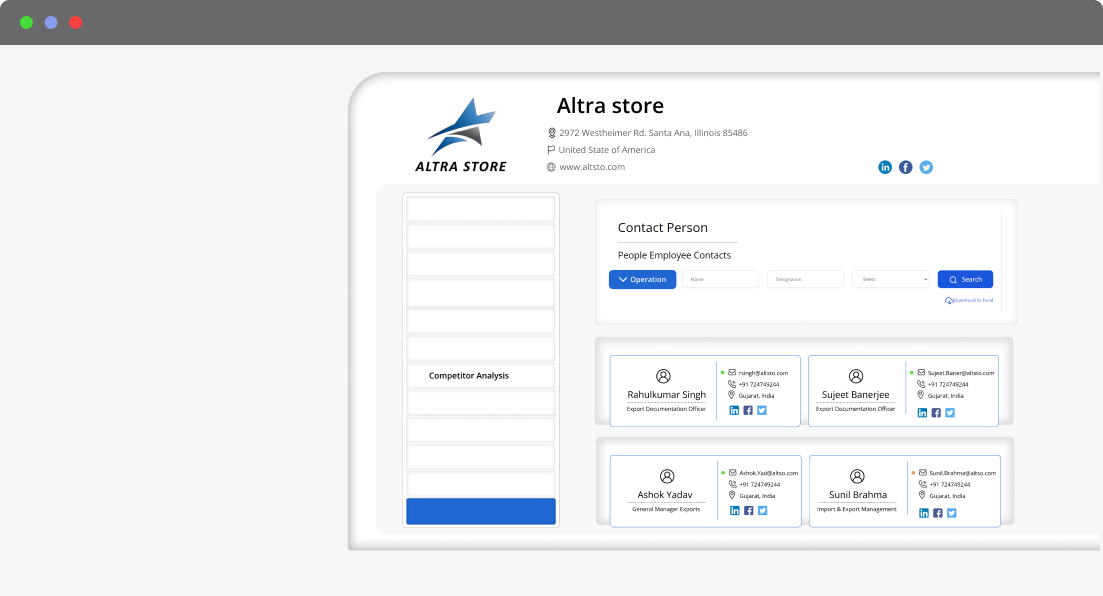 Altra store
2972 Westheimer Rd. Santa Ana, Illinois 85486
United State of America
www.altsto.com
ALTRA STORE
Competitor Analysis
Contact Person
People Employee Contacts
Operation
Name
Designation
Select
Search
Download to Excel
Rahulkumar Singh
Export Documentation Officer
rsingh@altsto.com
+91 724749244
Gujarat, India
Sujeet Banerjee
Export Documentation Officer
Sujeet.Baner@altsto.com
+91 724749244
Gujarat, India
Ashok Yadav
General Manager Exports
Ashok.Yad@altso.com
+91 724749244
Gujarat, India
Sunil Brahma
Import & Export Management
Sunil.Brahma@altso.com
+91 724749244
Gujarat, India